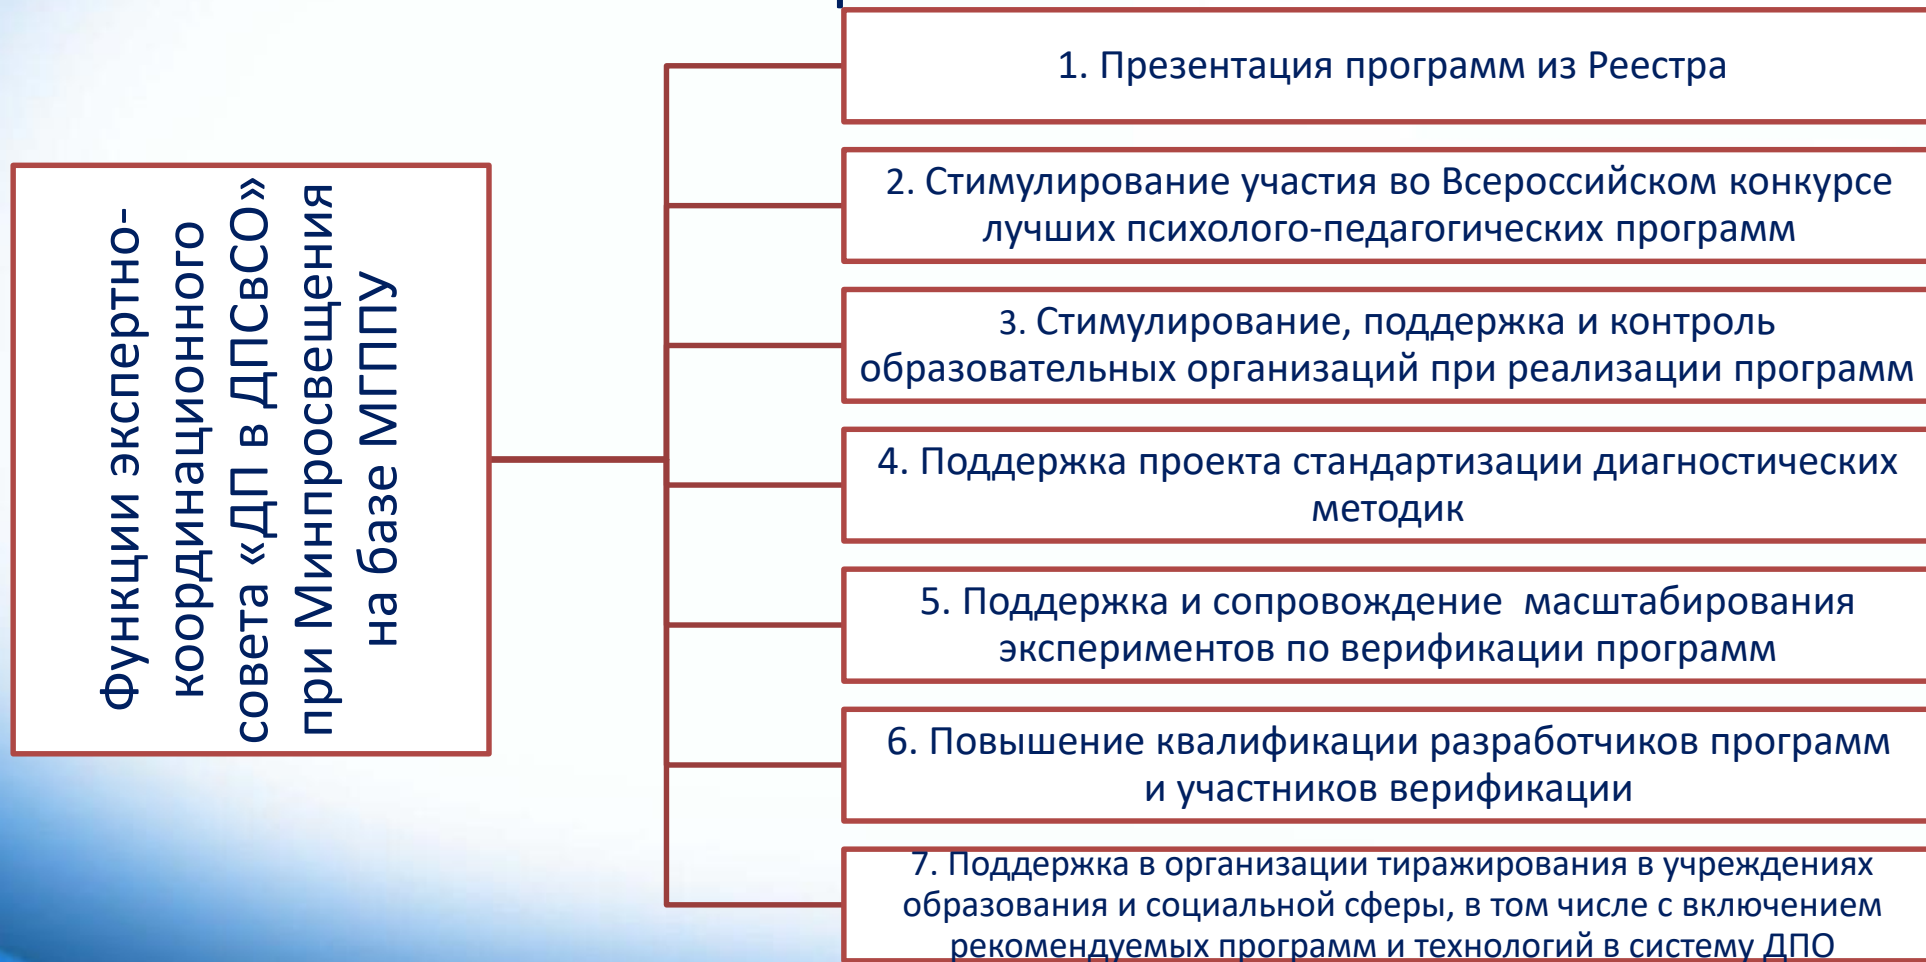 Функции экспертно-
координационного
совета «ДП в ДПСвСО»
при Минпросвещения
на базе МГППУ
1. Презентация программ из Реестра
2. Стимулирование участия во Всероссийском конкурсе
лучших психолого-педагогических программ
3. Стимулирование, поддержка и контроль
образовательных организаций при реализации программ
4. Поддержка проекта стандартизации диагностических
методик
5. Поддержка и сопровождение масштабирования
экспериментов по верификации программ
6. Повышение квалификации разработчиков программ
и участников верификации
7. Поддержка в организации тиражирования в учреждениях
образования и социальной сферы, в том числе с включением
рекомендуемых программ и технологий в систему ДПО